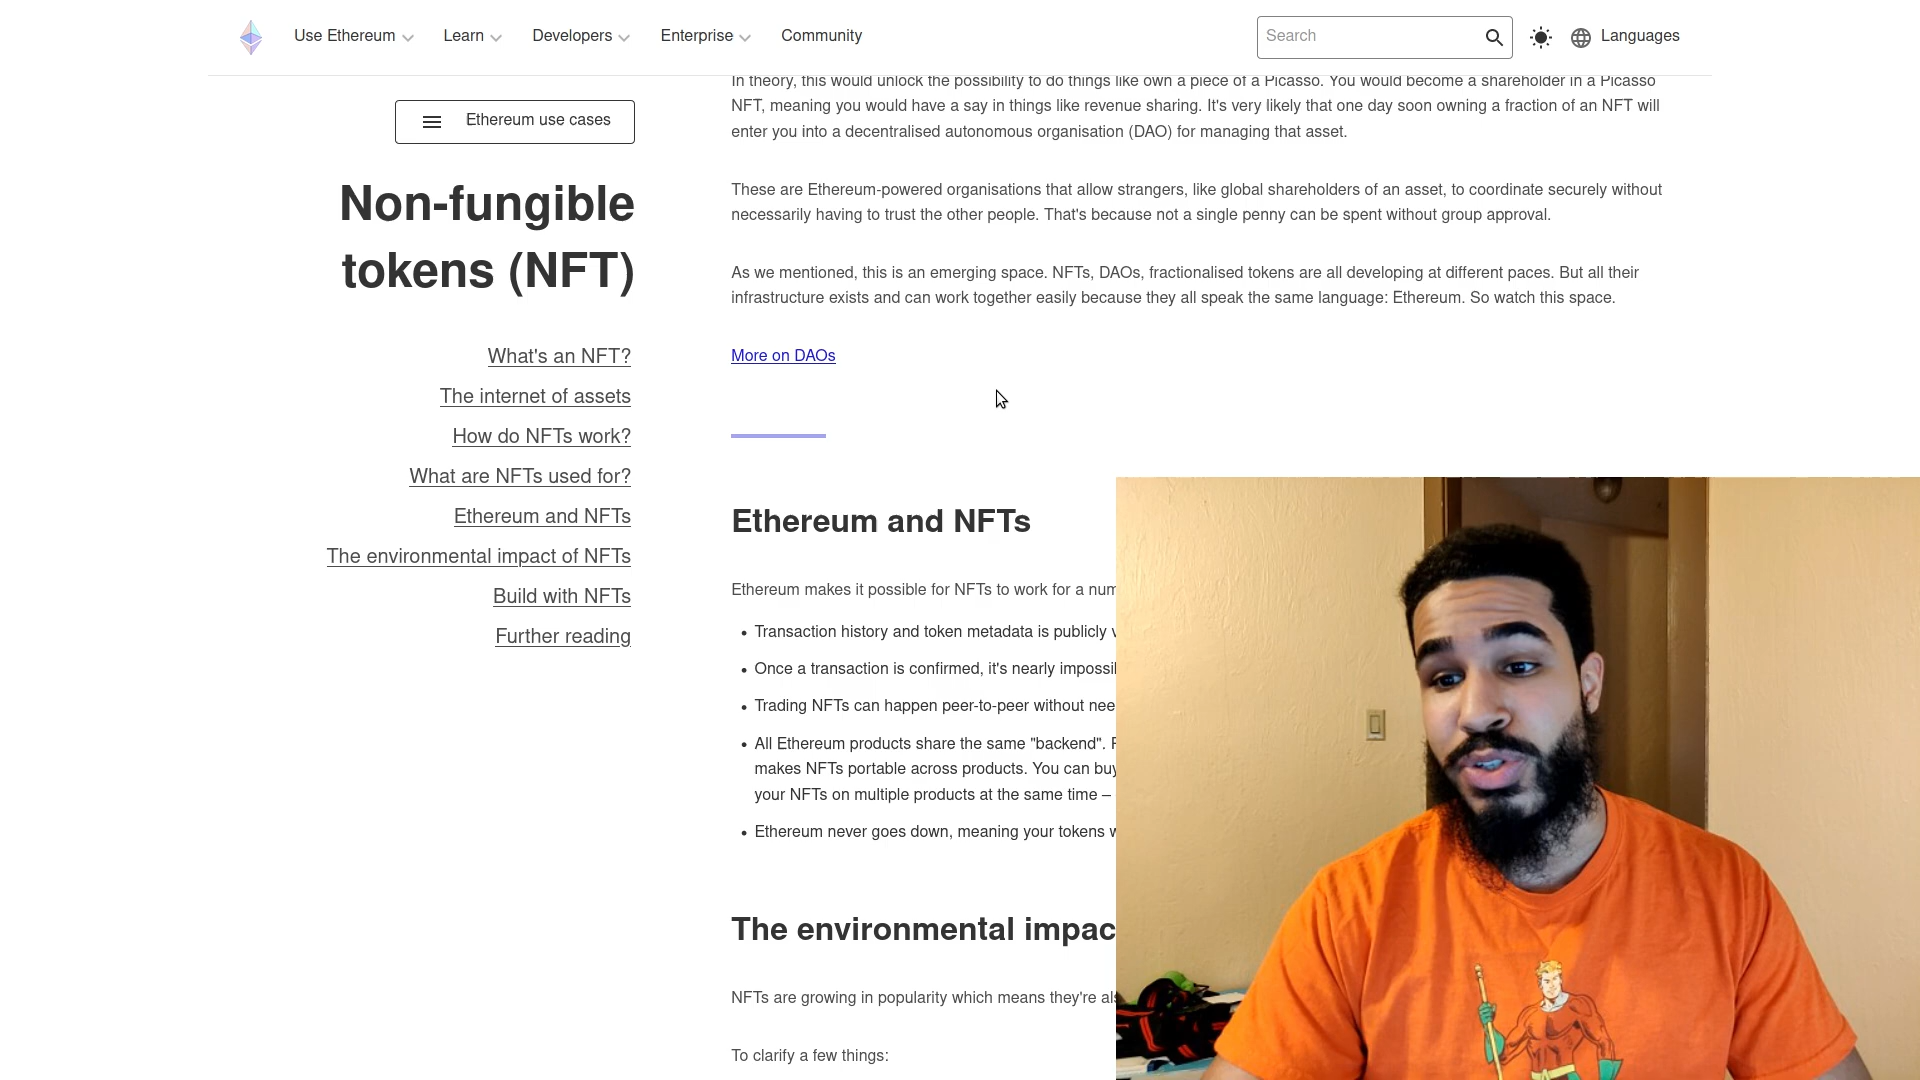 Use Ethereum Learn Developers Enterprise Community Search Languages
Ethereum use cases
Non-fungible
tokens (NFT)
What's an NFT?
The internet of assets
How do NFTs work?
What are NFTs used for?
Ethereum and NFTs
The environmental impact of NFTs
Build with NFTs
Further reading
In theory, this would unlock the possibility to do things like own a piece of a Picasso. You would become a shareholder in a Picasso
NFT, meaning you would have a say in things like revenue sharing. It's very likely that one day soon owning a fraction of an NFT will
enter you into a decentralised autonomous organisation (DAO) for managing that asset.
These are Ethereum-powered organisations that allow strangers, like global shareholders of an asset, to coordinate securely without
necessarily having to trust the other people. That's because not a single penny can be spent without group approval.
As we mentioned, this is an emerging space. NFTs, DAOs, fractionalised tokens are all developing at different paces. But all their
infrastructure exists and can work together easily because they all speak the same language: Ethereum. So watch this space.
More on DAOs
Ethereum and NFTs
Ethereum makes it possible for NFTs to work for a
Transaction history and token metadata is publicly
Once a transaction is confirmed, it's nearly
Trading NFTs can happen peer-to-peer without
All Ethereum products share the same "backend".
makes NFTs portable across products. You can buy
your NFTs on multiple products at the same time –
Ethereum never goes down, meaning your tokens
The environmental
NFTs are growing in popularity which means they're
To clarify a few things: